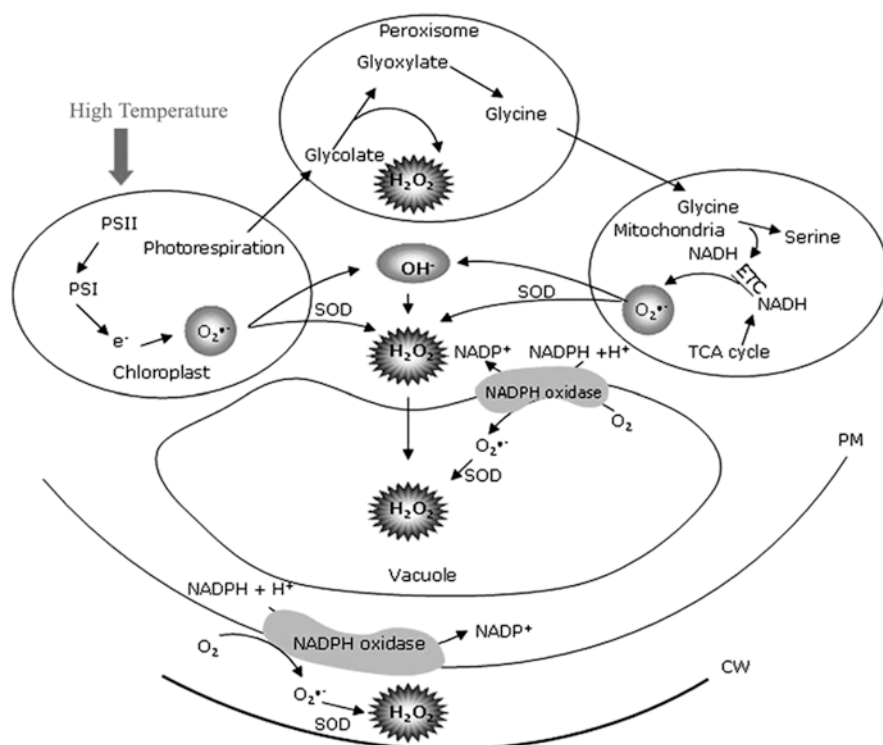 Peroxisome
Glyoxylate
Glycine
Glycolate
H₂O₂
High Temperature
PSII
Photorespiration
PSI
e⁻
O₂•⁻
Chloroplast
SOD
OH⁻
H₂O₂
SOD
Glycine
Mitochondria
Serine
NADH
ETC
NADH
O₂•⁻
TCA cycle
NADP⁺
NADPH +H⁺
NADPH oxidase
O₂
O₂•⁻
SOD
H₂O₂
Vacuole
PM
NADPH + H⁺
NADPH oxidase
NADP⁺
O₂
O₂•⁻
SOD
H₂O₂
CW